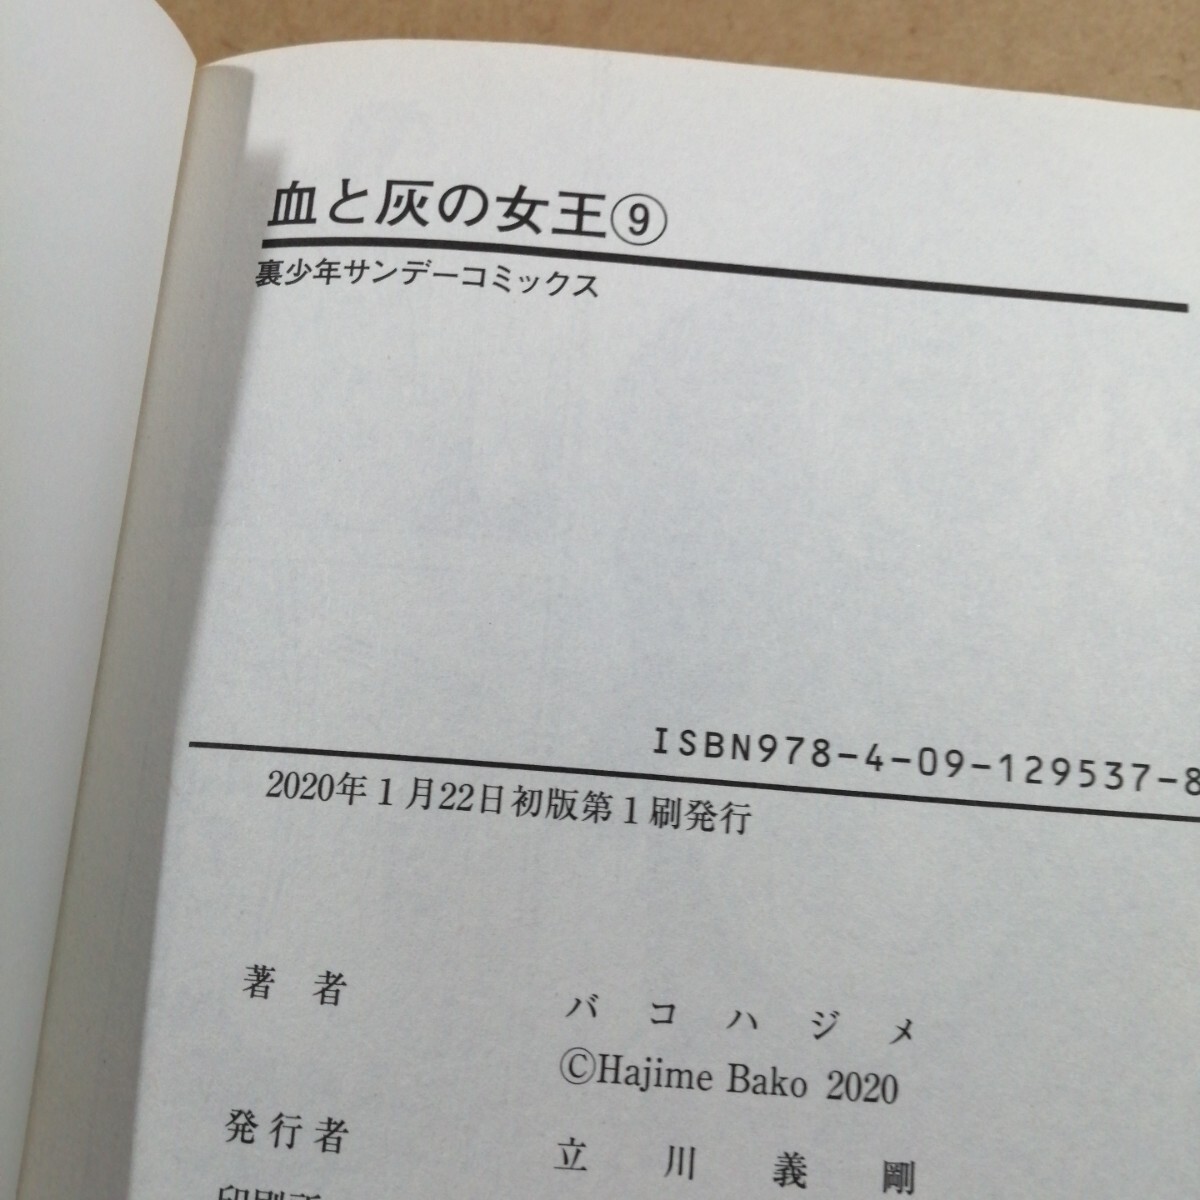 血と灰の女王⑨
裏少年サンデーコミックス
ISBN978-4-09-129537-8
2020年1月22日初版第1刷発行
著者 バコハジメ
©Hajime Bako 2020
発行者 立川義剛
印刷所